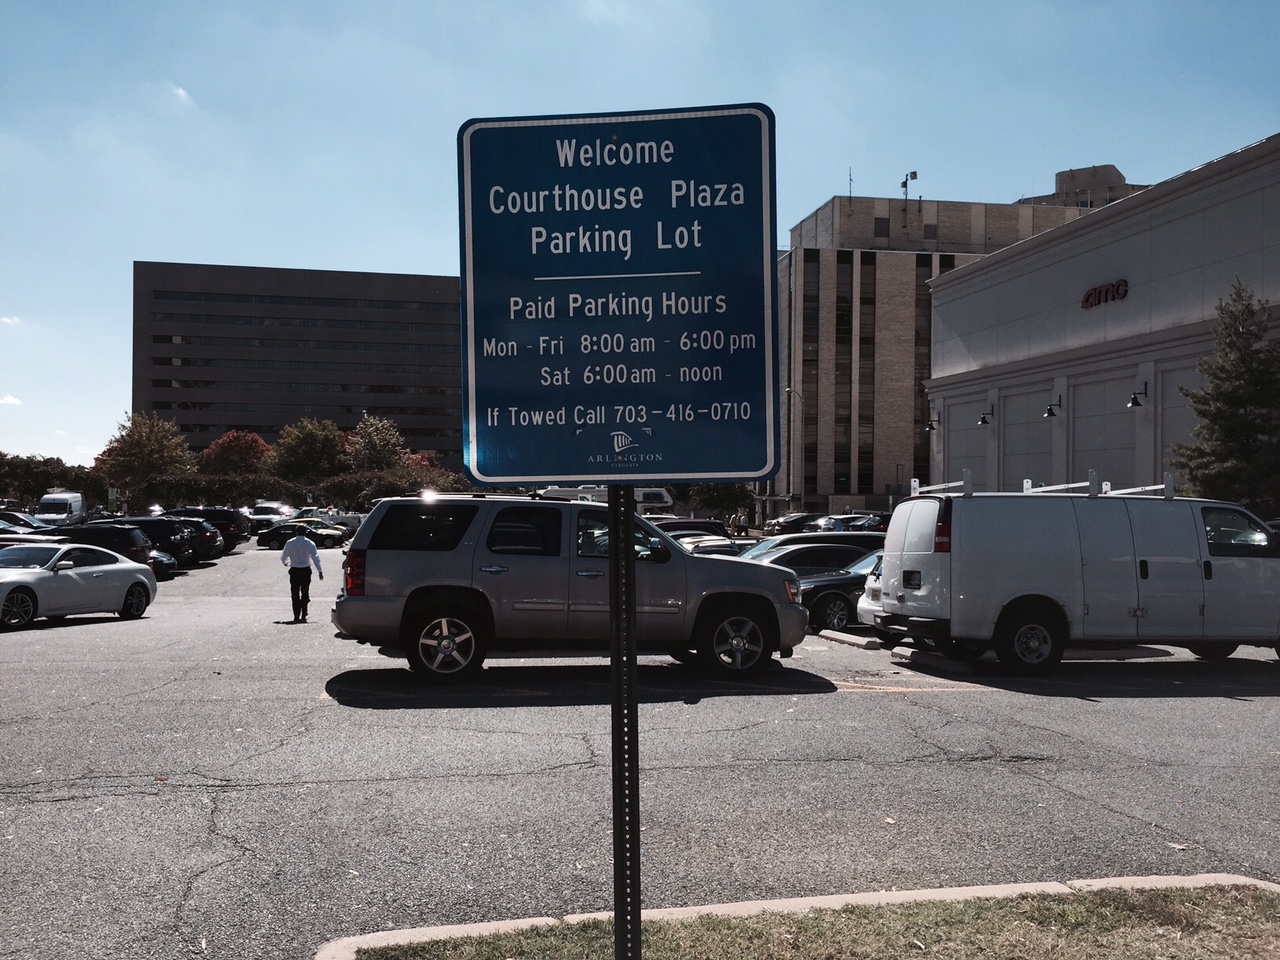 Welcome
Courthouse Plaza
Parking Lot
Paid Parking Hours
Mon - Fri 8:00 am - 6:00 pm
Sat 6:00 am - noon
If Towed Call 703-416-0710
ARLINGTON
VIRGINIA
amc